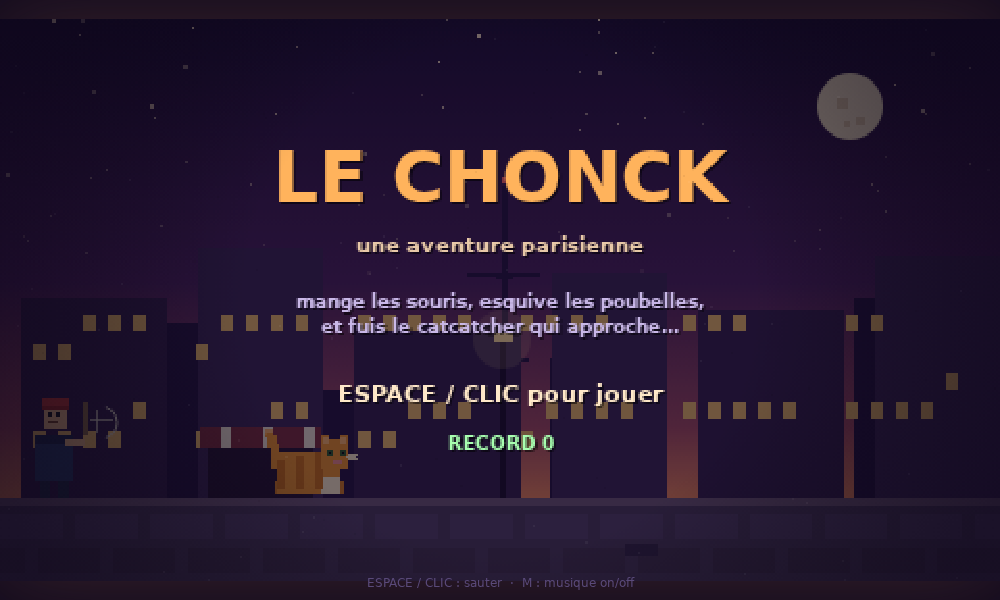 LE CHONCK
une aventure parisienne
mange les souris, esquive les poubelles,
et fuis le catcatcher qui approche...
ESPACE / CLIC pour jouer
RECORD 0
ESPACE / CLIC : sauter · M : musique on/off